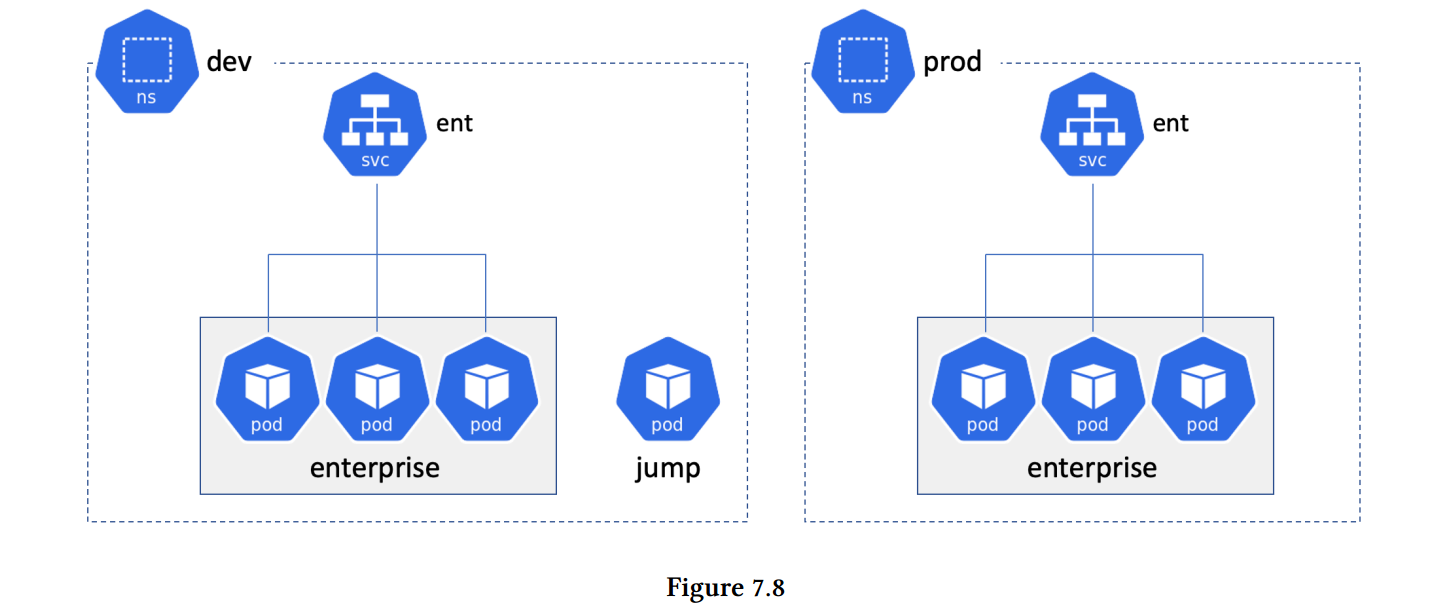 dev
ns
ent
svc
pod
pod
pod
enterprise
pod
jump
prod
ns
ent
svc
pod
pod
pod
enterprise
Figure 7.8